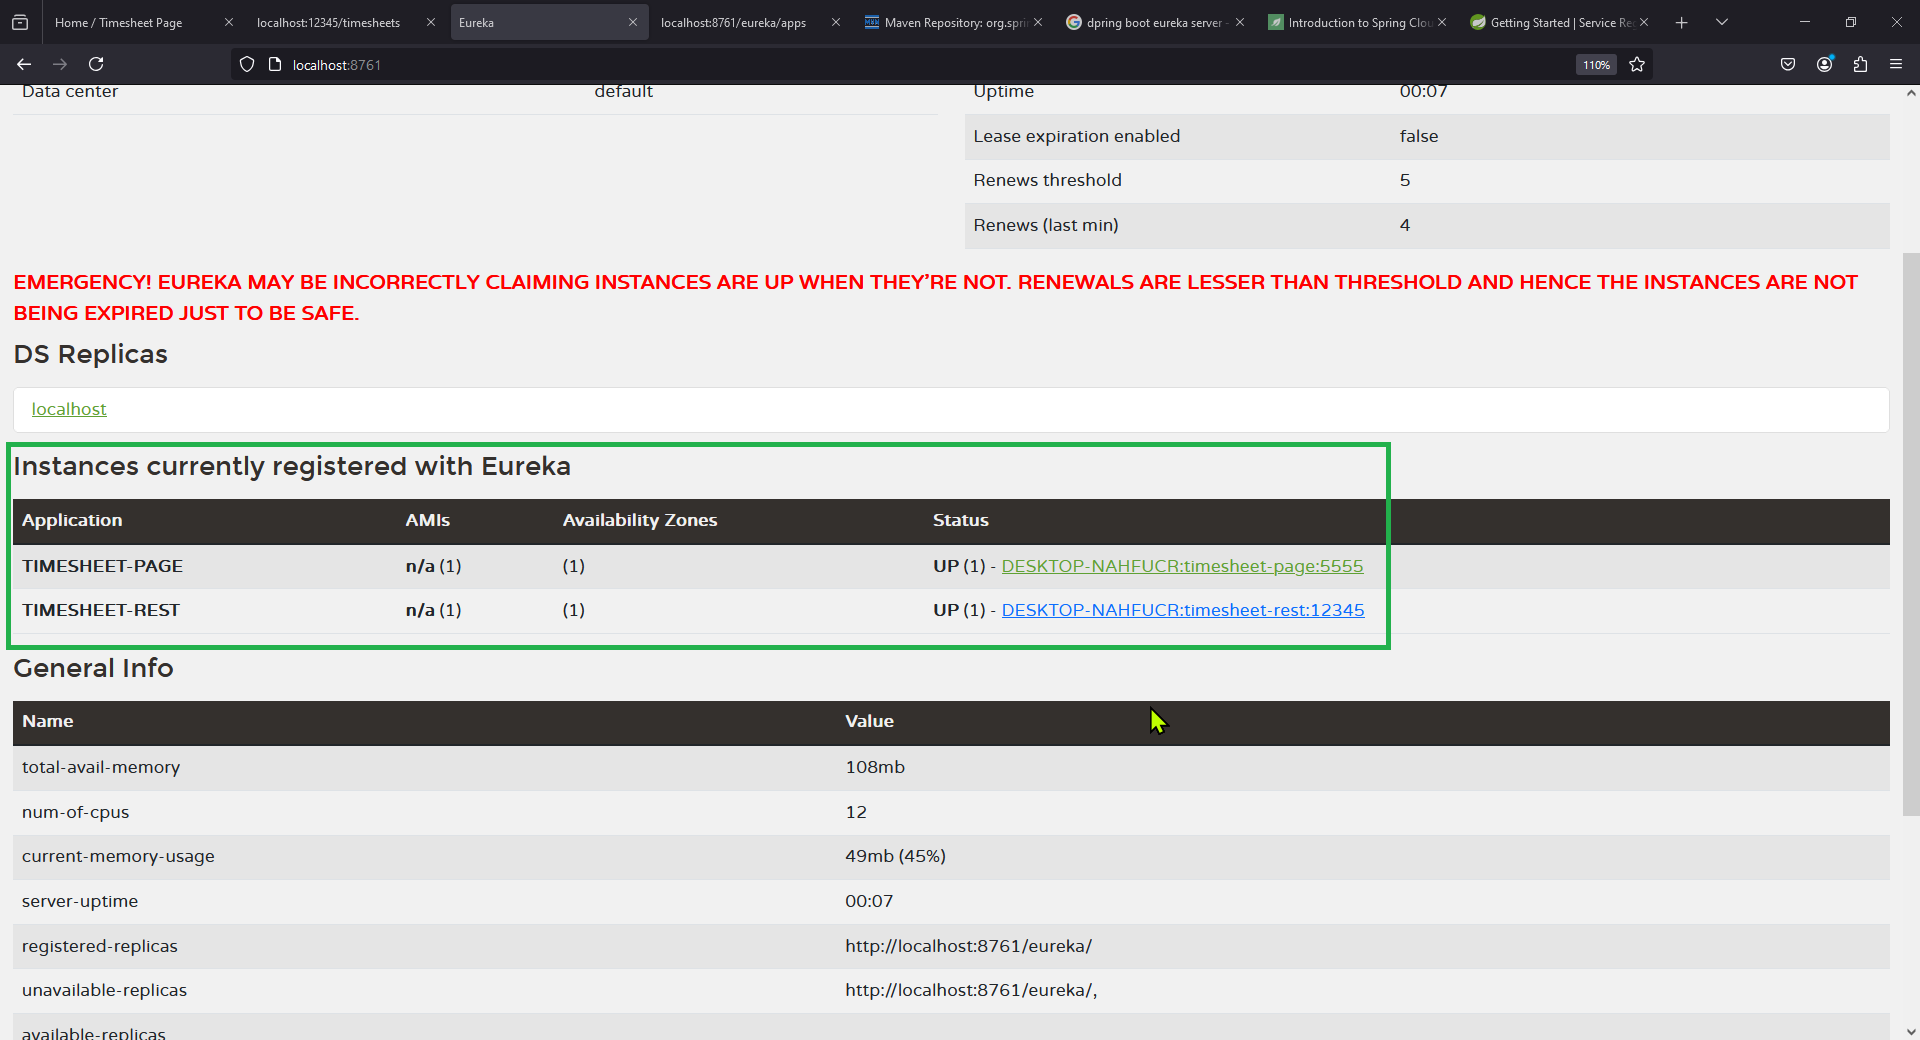 Home / Timesheet Page
localhost:12345/timesheets
Eureka
localhost:8761/eureka/apps
Maven Repository: org.sprin
dpring boot eureka server -
Introduction to Spring Clou
Getting Started | Service Re
localhost:8761
110%
Data center default
Uptime 00:07
Lease expiration enabled false
Renews threshold 5
Renews (last min) 4
EMERGENCY! EUREKA MAY BE INCORRECTLY CLAIMING INSTANCES ARE UP WHEN THEY’RE NOT. RENEWALS ARE LESSER THAN THRESHOLD AND HENCE THE INSTANCES ARE NOT
BEING EXPIRED JUST TO BE SAFE.
DS Replicas
localhost
Instances currently registered with Eureka
Application AMIs Availability Zones Status
TIMESHEET-PAGE n/a (1) (1) UP (1) - DESKTOP-NAHFUCR:timesheet-page:5555
TIMESHEET-REST n/a (1) (1) UP (1) - DESKTOP-NAHFUCR:timesheet-rest:12345
General Info
Name Value
total-avail-memory 108mb
num-of-cpus 12
current-memory-usage 49mb (45%)
server-uptime 00:07
registered-replicas http://localhost:8761/eureka/
unavailable-replicas http://localhost:8761/eureka/,
available-replicas